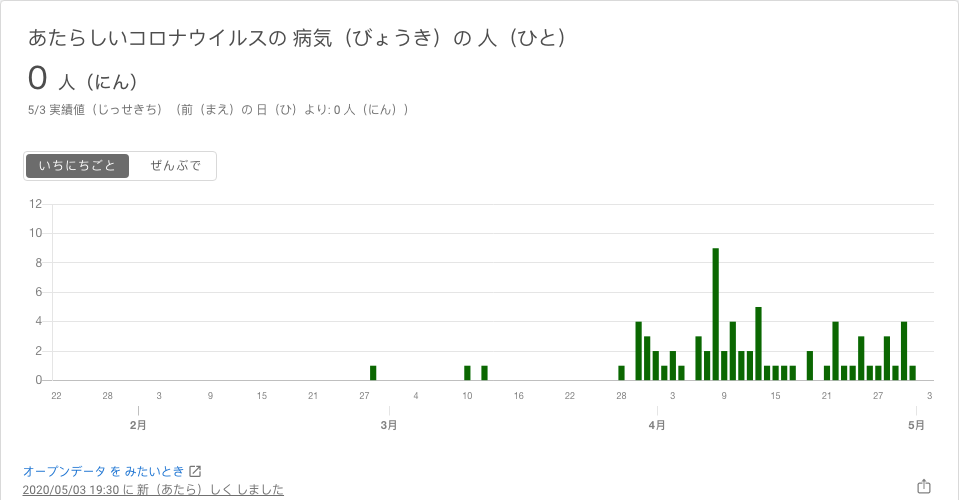 あたらしいコロナウイルスの 病気（びょうき）の 人（ひと）
0 人（にん）
5/3 実績値（じっせきち）（前（まえ）の 日（ひ）より: 0 人（にん））
いちにちごと ぜんぶで
12
10
8
6
4
2
0
22 28 3 9 15 21 27 4 10 16 22 28 3 9 15 21 27 3
2月 3月 4月 5月
オープンデータ を みたいとき
2020/05/03 19:30 に 新（あたら）しく しました